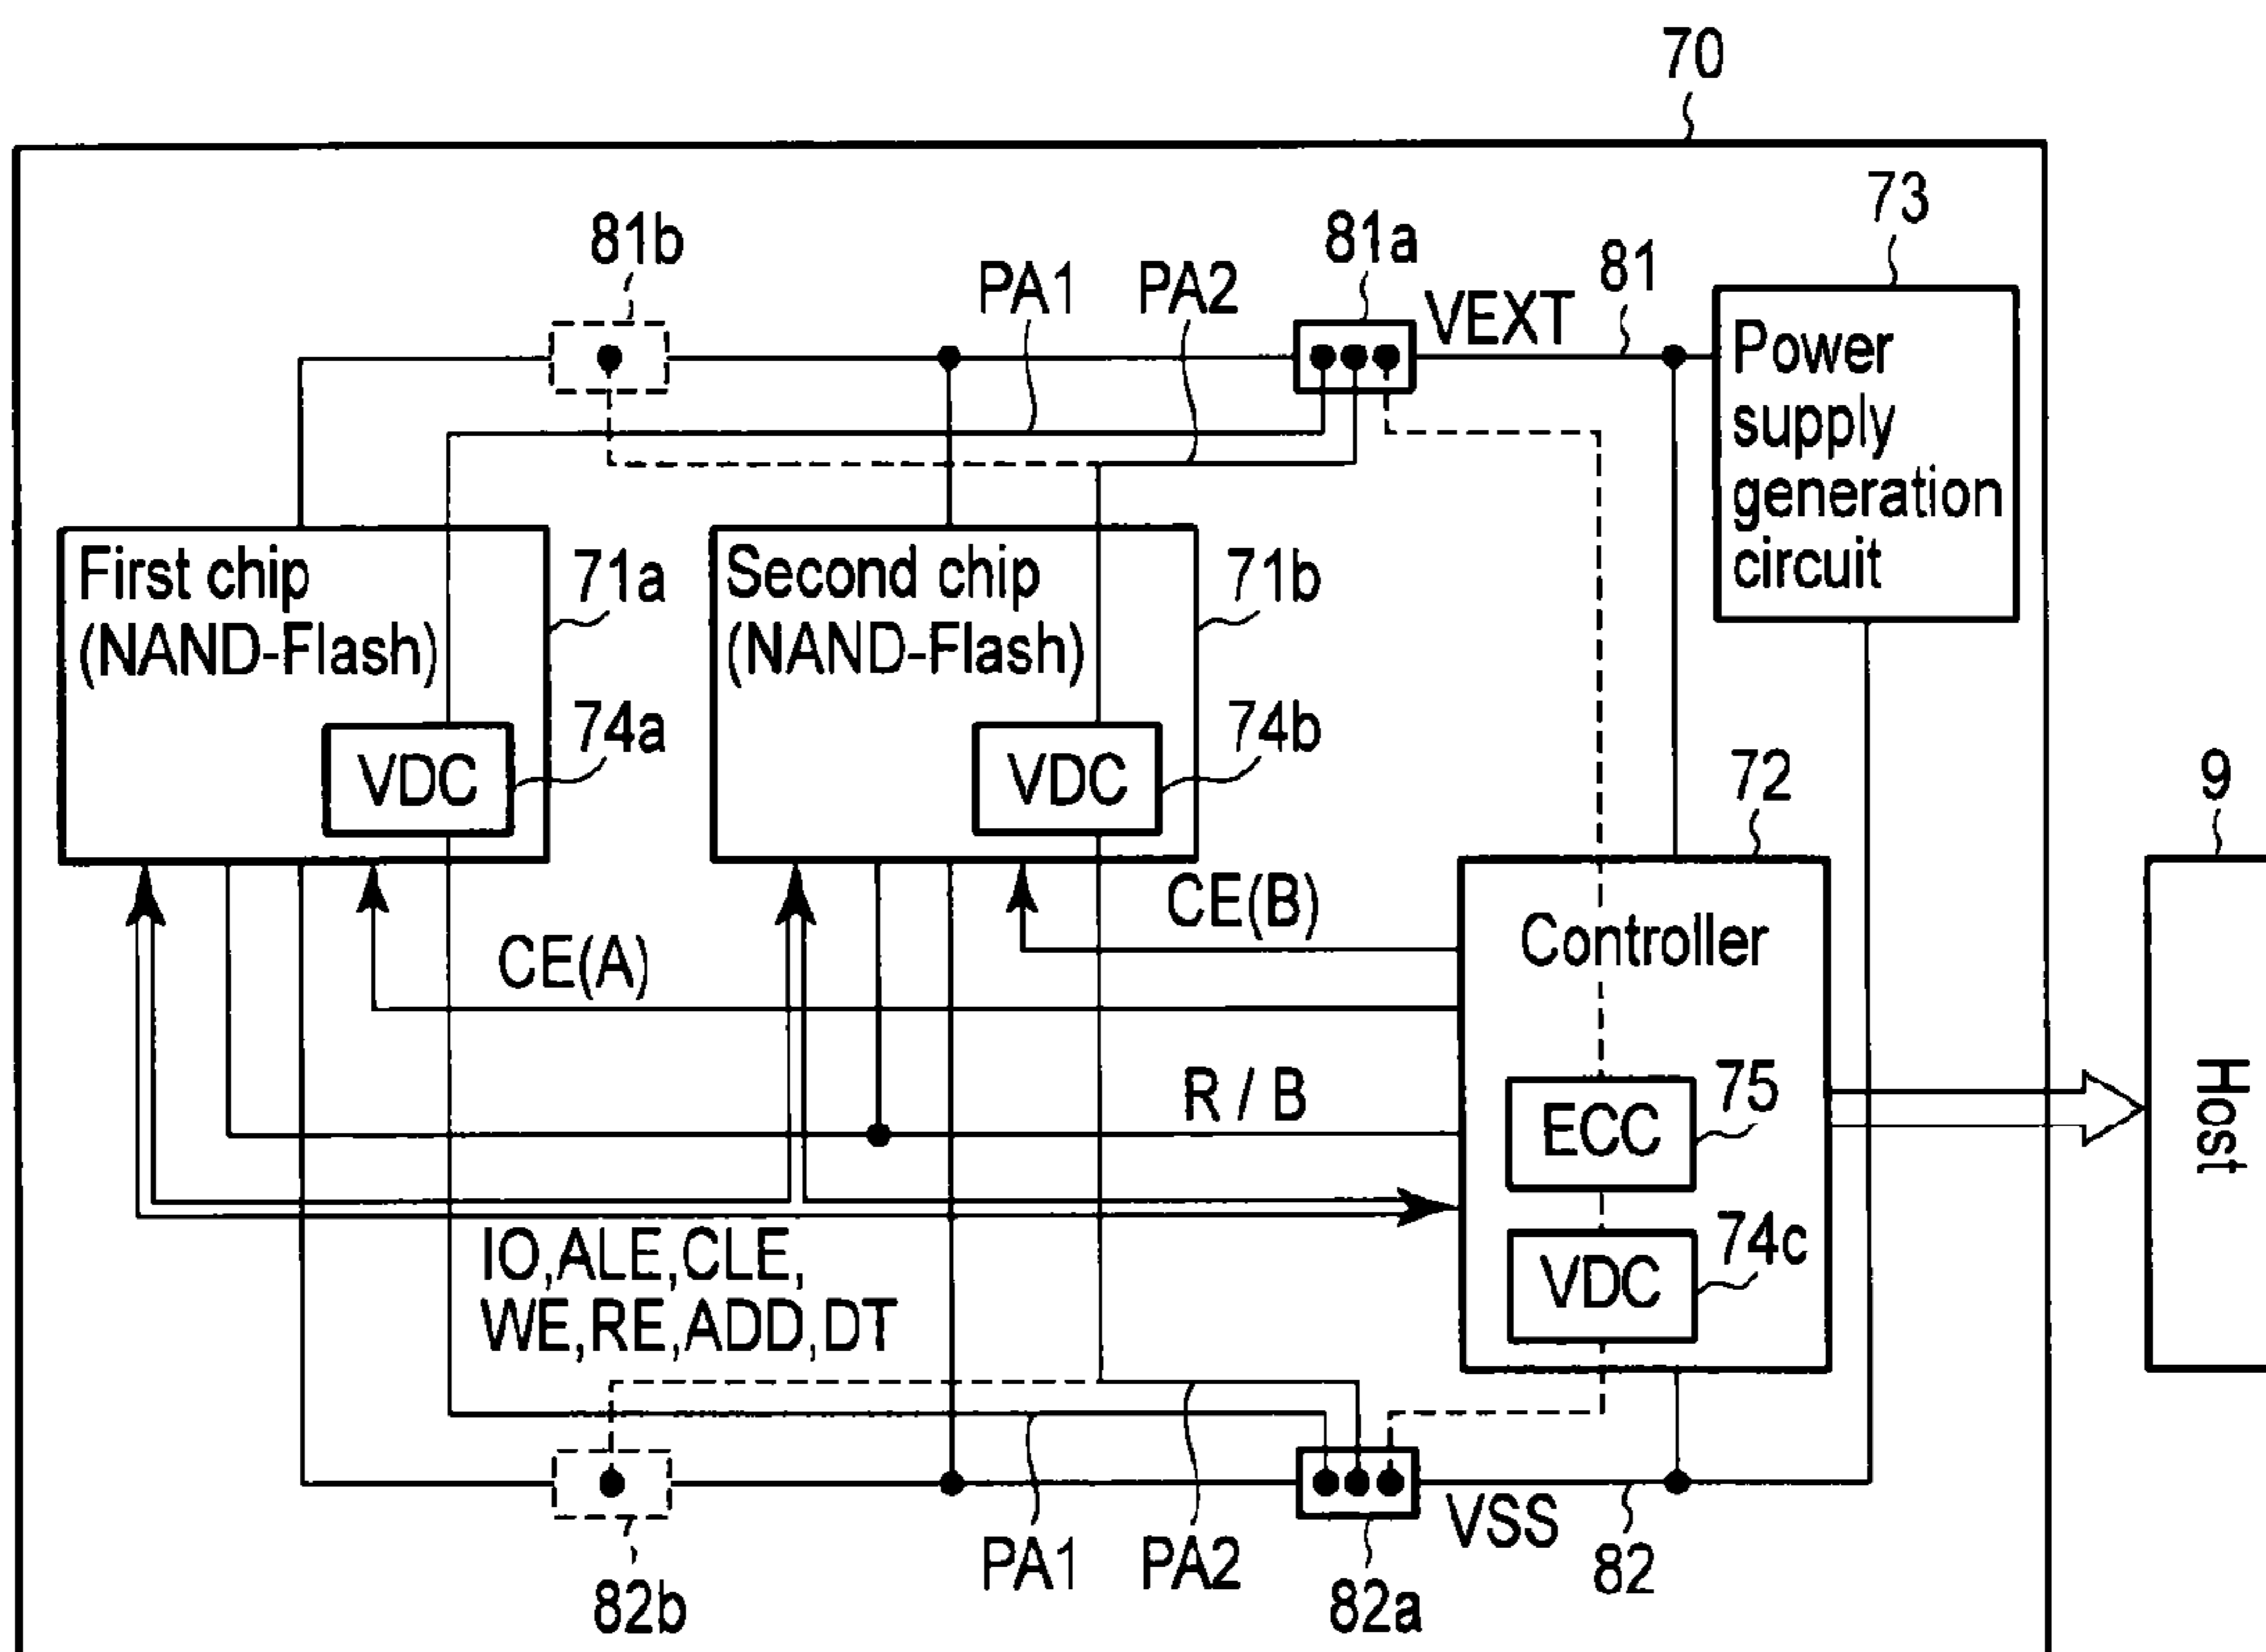 70
73
81b
81a
81
PA1
PA2
VEXT
Power
supply
generation
circuit
First chip
(NAND-Flash)
71a
Second chip
(NAND-Flash)
71b
74a
VDC
74b
VDC
72
9
CE(B)
Controller
CE(A)
R / B
75
ECC
Host
74c
VDC
IO,ALE,CLE,
WE,RE,ADD,DT
VSS
PA1
PA2
82
82b
82a